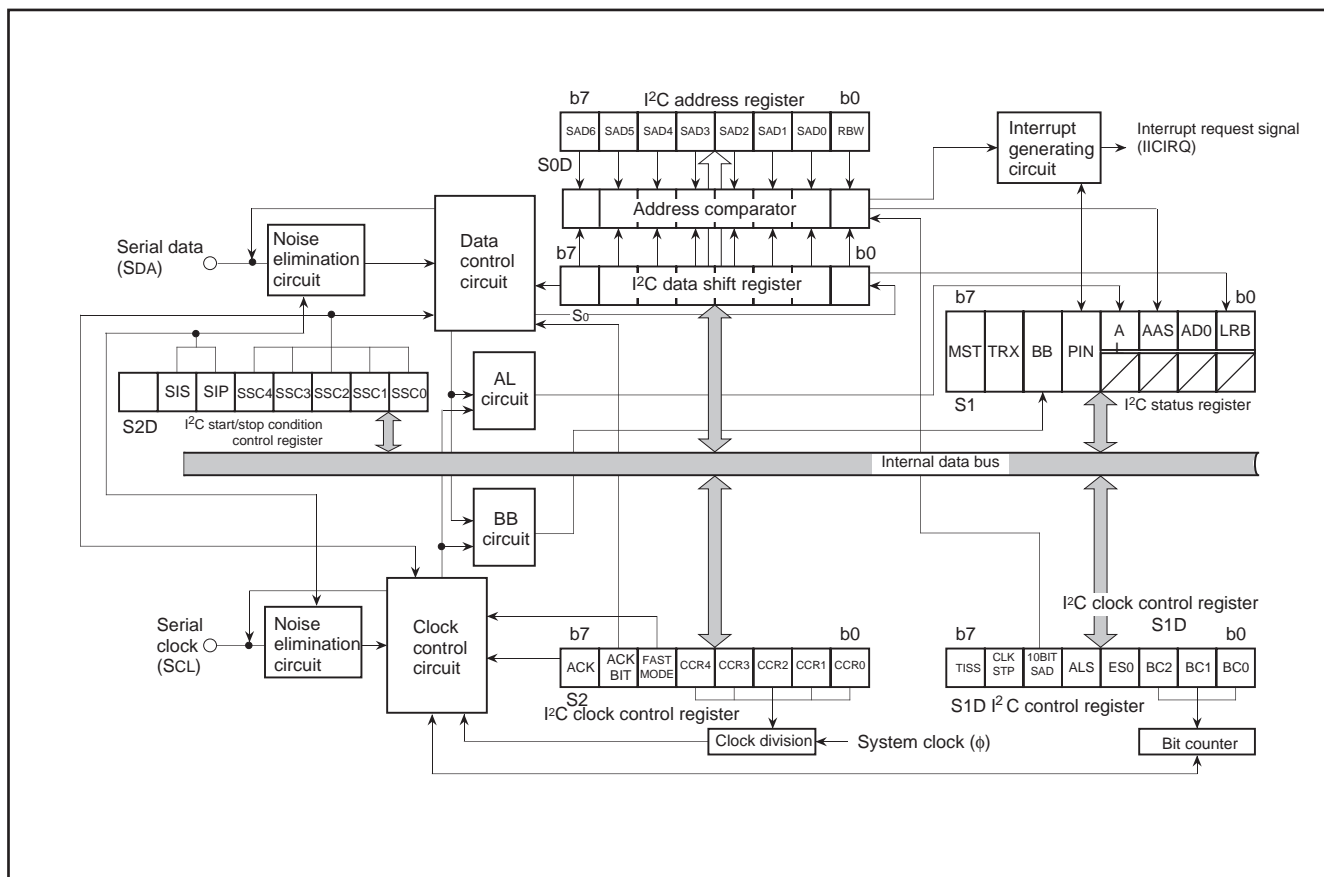 b7 I²C address register b0
SAD6 SAD5 SAD4 SAD3 SAD2 SAD1 SAD0 RBW
S0D
Interrupt
generating
circuit
Interrupt request signal
(IICIRQ)
Address comparator
Serial data
(SDA)
Noise
elimination
circuit
Data
control
circuit
b7 b0
I²C data shift register
S0
b7 b0
MST TRX BB PIN A AAS AD0 LRB
L
S1
I²C status register
SIS SIP SSC4 SSC3 SSC2 SSC1 SSC0
S2D
I²C start/stop condition
control register
AL
circuit
Internal data bus
BB
circuit
Serial
clock
(SCL)
Noise
elimination
circuit
Clock
control
circuit
b7 b0
ACK ACK BIT FAST MODE CCR4 CCR3 CCR2 CCR1 CCR0
S2
I²C clock control register
Clock division
System clock (φ)
I²C clock control register
S1D
b7 b0
TISS CLK STP 10BIT SAD ALS ES0 BC2 BC1 BC0
S1D I² C control register
Bit counter